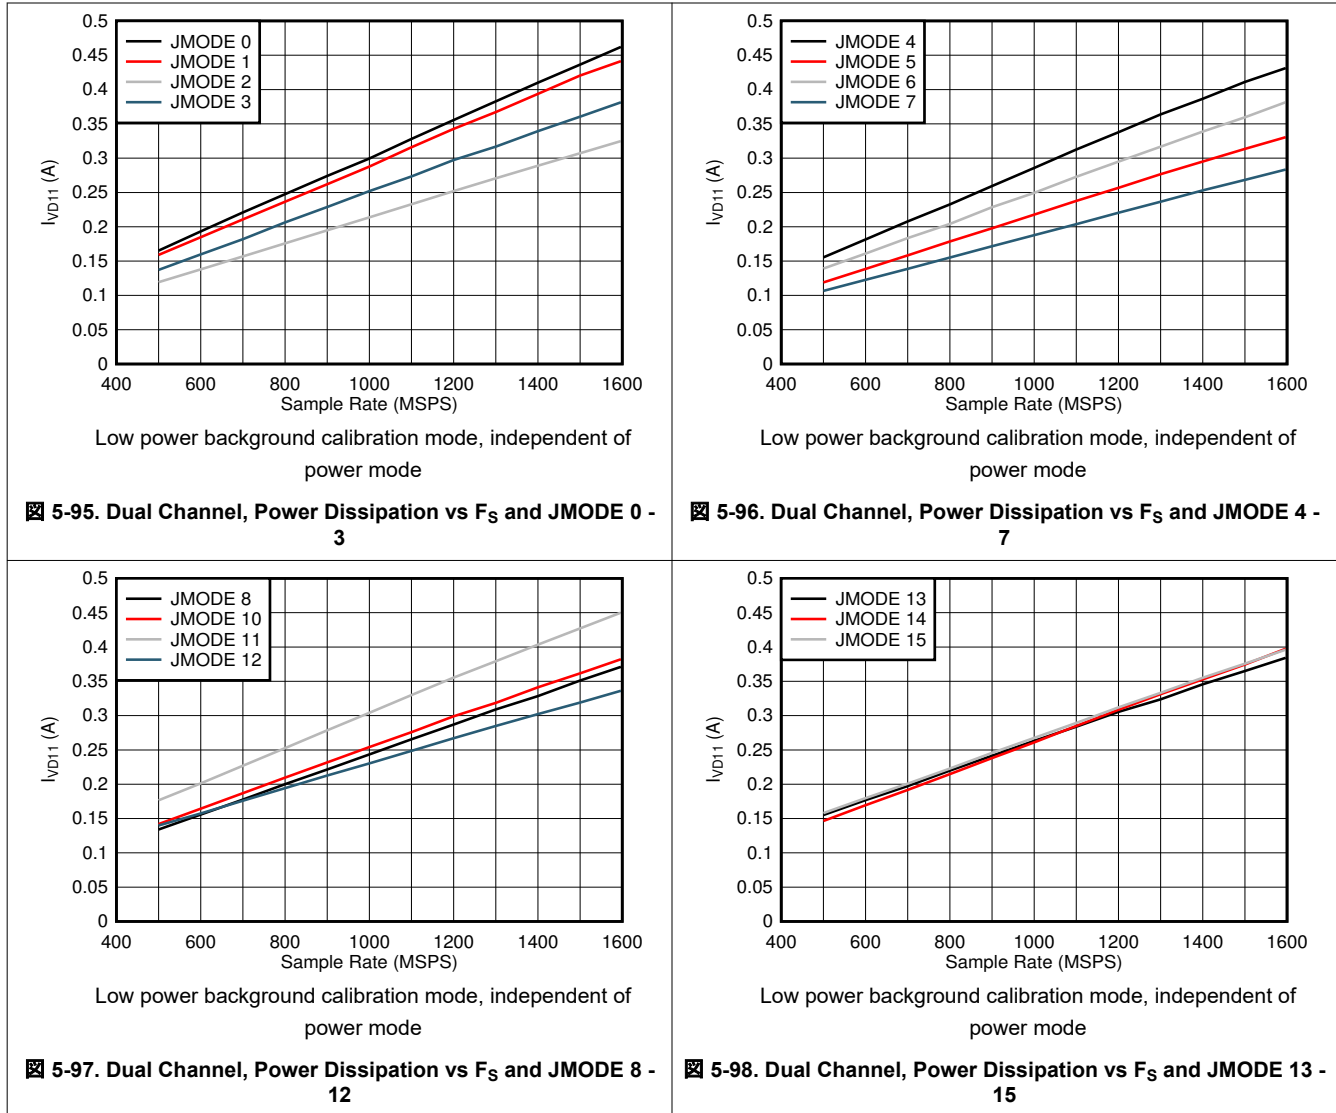 0.5
0.45
0.4
0.35
0.3
0.25
0.2
0.15
0.1
0.05
0
JMODE 0
JMODE 1
JMODE 2
JMODE 3
IVD11 (A)
400 600 800 1000 1200 1400 1600
Sample Rate (MSPS)
Low power background calibration mode, independent of
power mode
図 5-95. Dual Channel, Power Dissipation vs FS and JMODE 0 -
3
0.5
0.45
0.4
0.35
0.3
0.25
0.2
0.15
0.1
0.05
0
JMODE 4
JMODE 5
JMODE 6
JMODE 7
IVD11 (A)
400 600 800 1000 1200 1400 1600
Sample Rate (MSPS)
Low power background calibration mode, independent of
power mode
図 5-96. Dual Channel, Power Dissipation vs FS and JMODE 4 -
7
0.5
0.45
0.4
0.35
0.3
0.25
0.2
0.15
0.1
0.05
0
JMODE 8
JMODE 10
JMODE 11
JMODE 12
IVD11 (A)
400 600 800 1000 1200 1400 1600
Sample Rate (MSPS)
Low power background calibration mode, independent of
power mode
図 5-97. Dual Channel, Power Dissipation vs FS and JMODE 8 -
12
0.5
0.45
0.4
0.35
0.3
0.25
0.2
0.15
0.1
0.05
0
JMODE 13
JMODE 14
JMODE 15
IVD11 (A)
400 600 800 1000 1200 1400 1600
Sample Rate (MSPS)
Low power background calibration mode, independent of
power mode
図 5-98. Dual Channel, Power Dissipation vs FS and JMODE 13 -
15